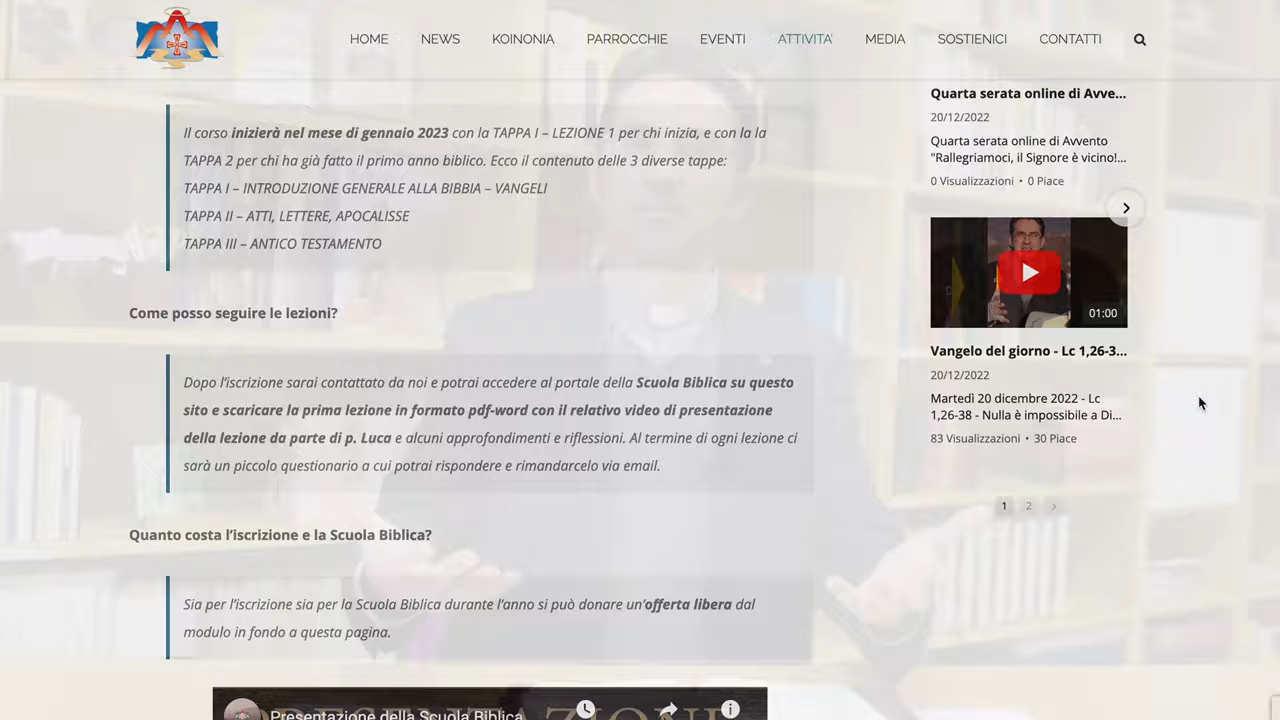 HOME NEWS KOINONIA PARROCCHIE EVENTI ATTIVITA' MEDIA SOSTIENICI CONTATTI
Il corso inizierà nel mese di gennaio 2023 con la TAPPA I – LEZIONE 1 per chi inizia, e con la la
TAPPA 2 per chi ha già fatto il primo anno biblico. Ecco il contenuto delle 3 diverse tappe:
TAPPA I – INTRODUZIONE GENERALE ALLA BIBBIA – VANGELI
TAPPA II – ATTI, LETTERE, APOCALISSE
TAPPA III – ANTICO TESTAMENTO
Come posso seguire le lezioni?
Dopo l'iscrizione sarai contattato da noi e potrai accedere al portale della Scuola Biblica su questo
sito e scaricare la prima lezione in formato pdf-word con il relativo video di presentazione
della lezione da parte di p. Luca e alcuni approfondimenti e riflessioni. Al termine di ogni lezione ci
sarà un piccolo questionario a cui potrai rispondere e rimandarcelo via email.
Quanto costa l'iscrizione e la Scuola Biblica?
Sia per l'iscrizione sia per la Scuola Biblica durante l'anno si può donare un'offerta libera dal
modulo in fondo a questa pagina.
Presentazione della Scuola Biblica
Quarta serata online di Avve...
20/12/2022
Quarta serata online di Avvento
"Rallegriamoci, il Signore è vicino!...
0 Visualizzazioni • 0 Piace
01:00
Vangelo del giorno - Lc 1,26-3...
20/12/2022
Martedì 20 dicembre 2022 - Lc
1,26-38 - Nulla è impossibile a Di...
83 Visualizzazioni • 30 Piace
1 2